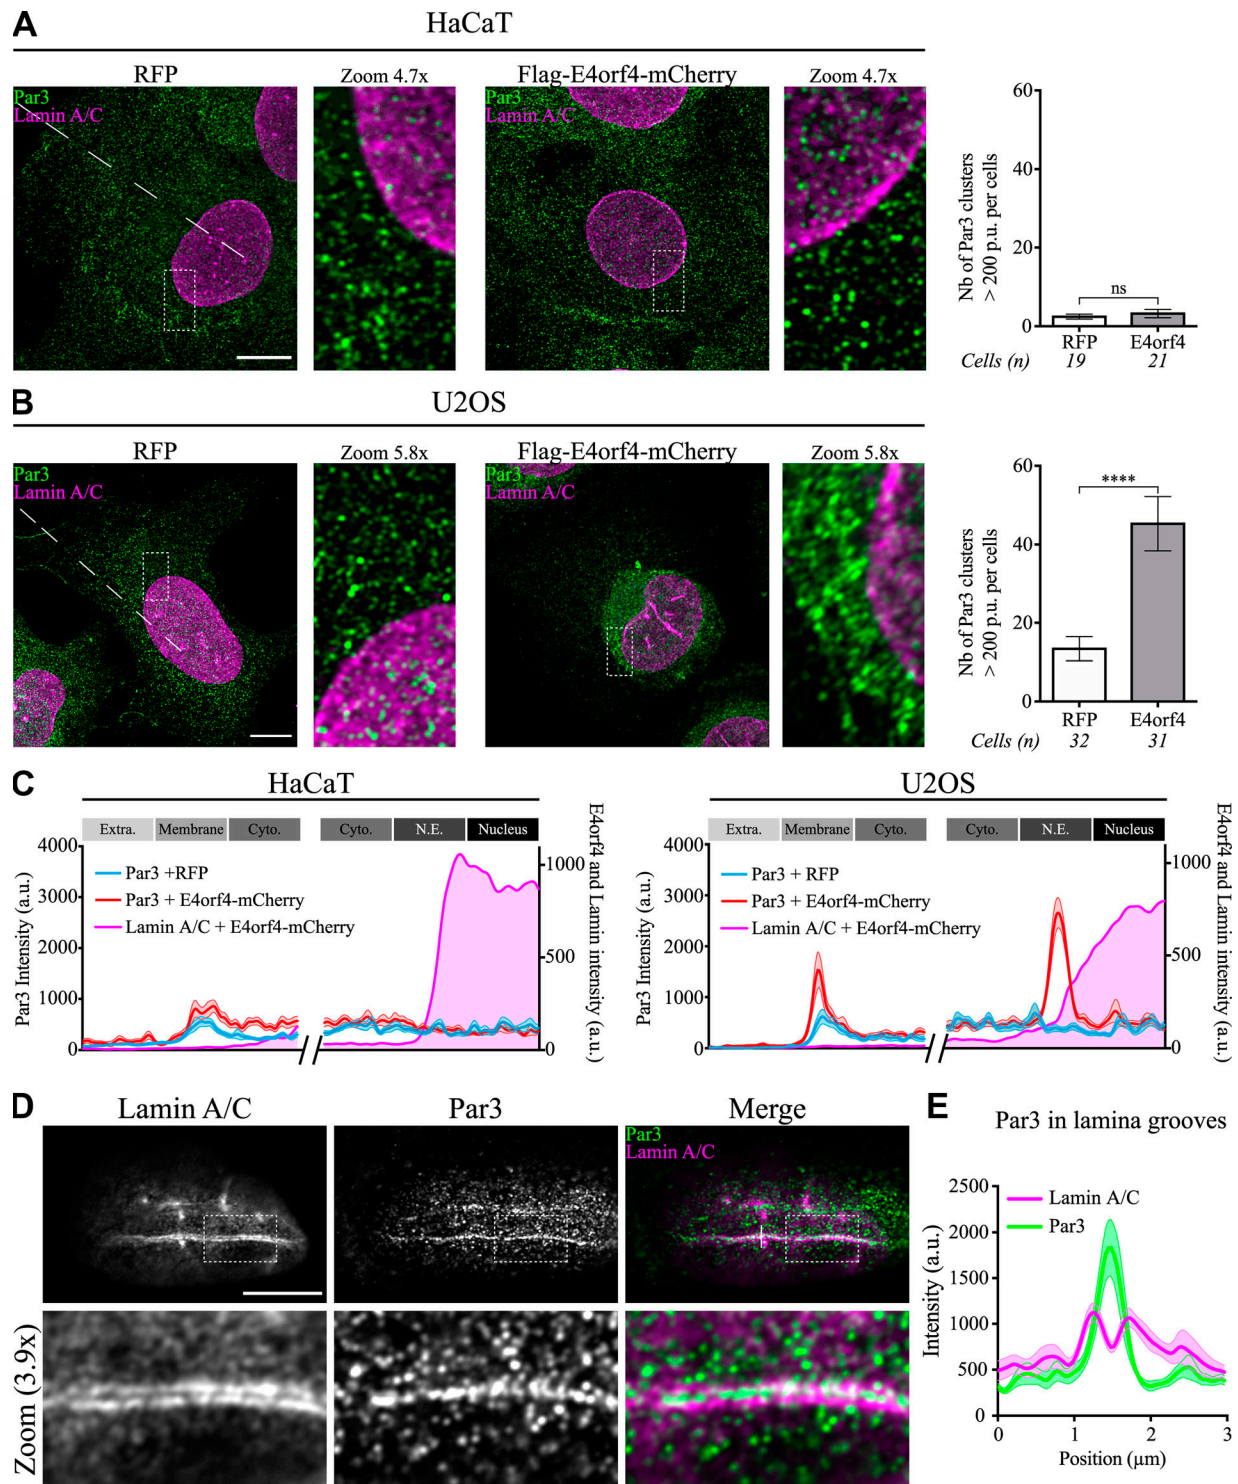 A
HaCaT
RFP
Zoom 4.7x
Flag-E4orf4-mCherry
Zoom 4.7x
Par3
Lamin A/C
Par3
Lamin A/C
Nb of Par3 clusters
> 200 p.u. per cells
60
40
20
0
ns
RFP
E4orf4
Cells (n)
19
21
B
U2OS
RFP
Zoom 5.8x
Flag-E4orf4-mCherry
Zoom 5.8x
Par3
Lamin A/C
Par3
Lamin A/C
Nb of Par3 clusters
> 200 p.u. per cells
60
40
20
0
****
RFP
E4orf4
Cells (n)
32
31
C
HaCaT
Extra.
Membrane
Cyto.
Cyto.
N.E.
Nucleus
Par3 Intensity (a.u.)
4000
3000
2000
1000
0
Par3 +RFP
Par3 + E4orf4-mCherry
Lamin A/C + E4orf4-mCherry
1000
500
0
E4orf4 and Lamin intensity
(a.u.)
U2OS
Extra.
Membrane
Cyto.
Cyto.
N.E.
Nucleus
Par3 Intensity (a.u.)
4000
3000
2000
1000
0
Par3 + RFP
Par3 + E4orf4-mCherry
Lamin A/C + E4orf4-mCherry
1000
500
0
E4orf4 and Lamin intensity
(a.u.)
D
Lamin A/C
Par3
Merge
Par3
Lamin A/C
Zoom (3.9x)
E
Par3 in lamina grooves
Lamin A/C
Par3
Intensity (a.u.)
2500
2000
1500
1000
500
0
0
1
2
3
Position (µm)